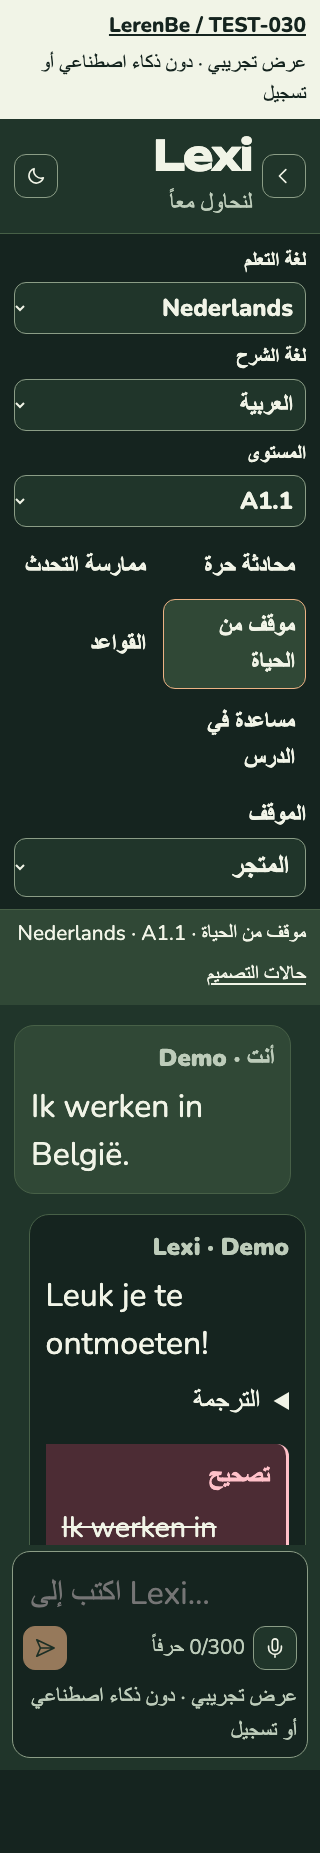 LerenBe / TEST-030
عرض تجريبي · دون ذكاء اصطناعي أو
تسجيل
Lexi
لنحاول معاً
لغة التعلم
Nederlands
لغة الشرح
العربية
المستوى
A1.1
محادثة حرة
ممارسة التحدث
موقف من
الحياة
القواعد
مساعدة في
الدرس
الموقف
المتجر
موقف من الحياة · Nederlands · A1.1
حالات التصميم
أنت · Demo
Ik werken in
België.
Lexi · Demo
Leuk je te
ontmoeten!
الترجمة
تصحيح
Ik werken in
اكتب إلى Lexi...
0/300 حرفاً
عرض تجريبي · دون ذكاء اصطناعي
أو تسجيل